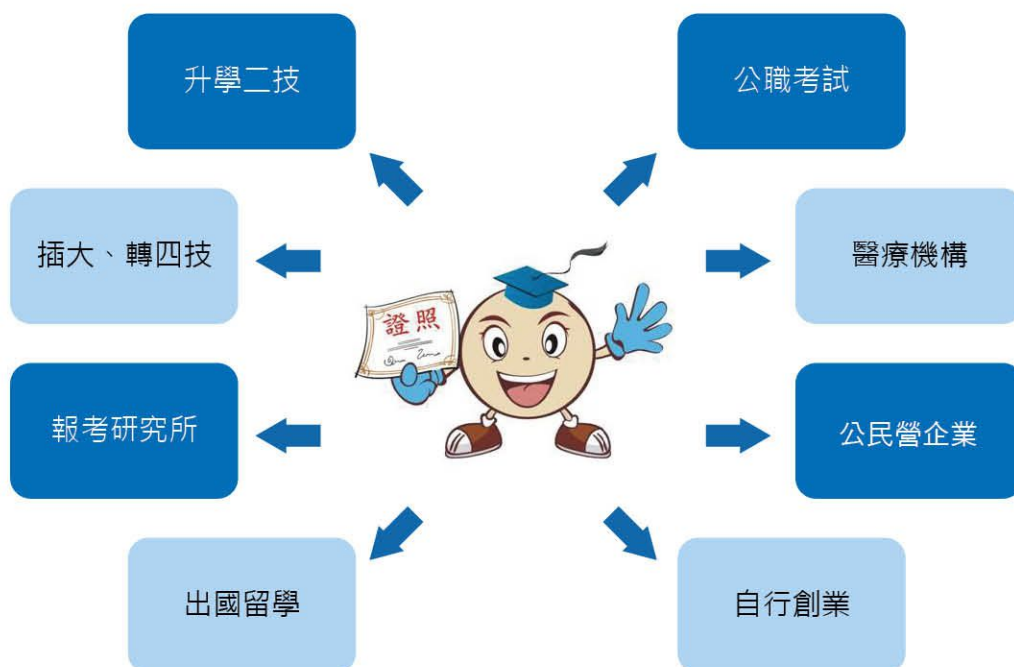 升學二技
公職考試
插大、轉四技
醫療機構
證照
報考研究所
公民營企業
出國留學
自行創業